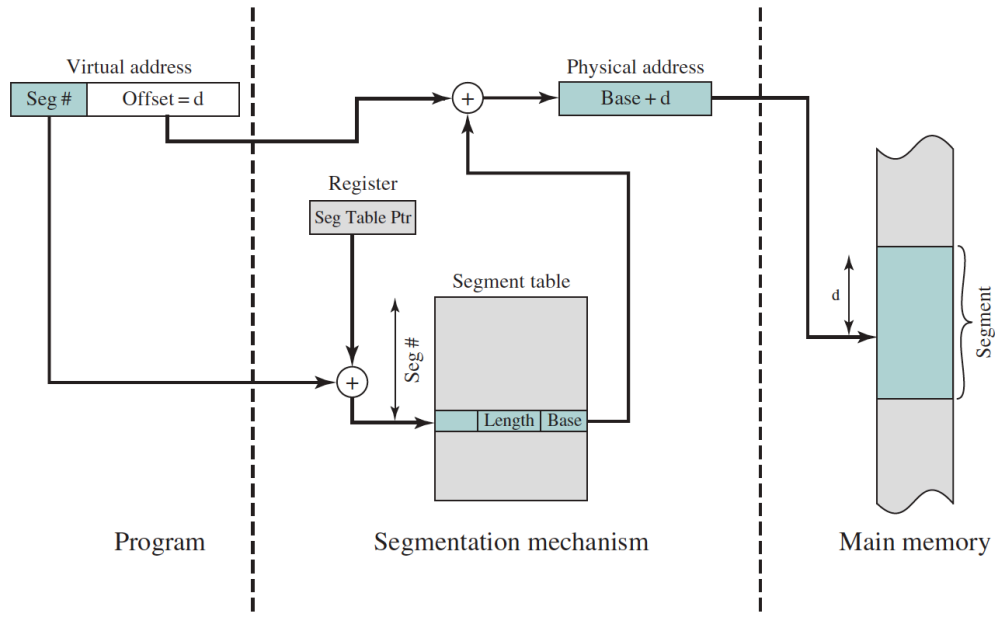 Virtual address
Seg # Offset = d
Physical address
Base + d
+
Register
Seg Table Ptr
Segment table
Seg #
+
Length Base
d
Segment
Program
Segmentation mechanism
Main memory